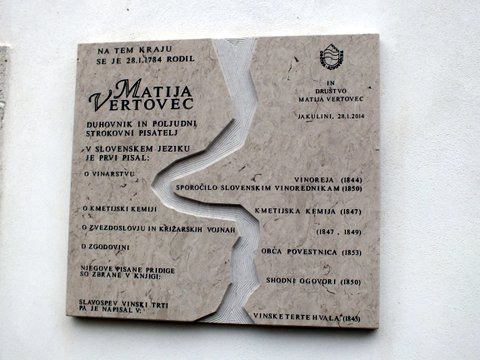 NA TEM KRAJU
SE JE 28.1.1784 RODIL
MATIJA
VERTOVEC
DUHOVNIK IN POLJUDNI
STROKOVNI PISATELJ
V SLOVENSKEM JEZIKU
JE PRVI PISAL:
IN
DRUŠTVO
MATIJA VERTOVEC
JAKULINI, 28.1.2014
O VINARSTVU
VINOREJA (1844)
SPOROČILO SLOVENSKIM VINOREDNIKAM (1850)
O KMETIJSKI KEMIJI
KMETIJSKA KEMIJA (1847)
O ZVEZDOSLOVJU IN KRIŽARSKIH VOJNAH
(1847, 1849)
O ZGODOVINI
OBČA POVESTNICA (1853)
NJEGOVE PISANE PRIDIGE
SO ZBRANE V KNJIGI:
SHODNI OGOVORI (1850)
SLAVOSPEV VINSKI TRTI
PA JE NAPISAL V:
VINSKE TERTE HVALA (1845)